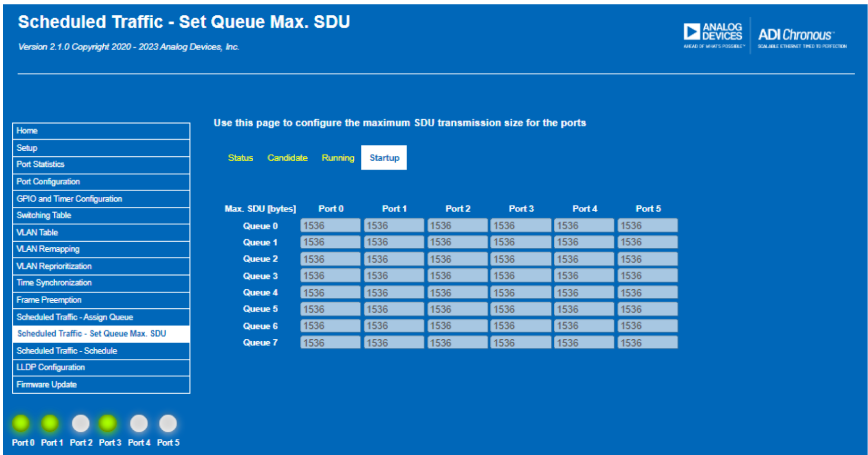 Scheduled Traffic - Set Queue Max. SDU
Version 2.1.0 Copyright 2020 - 2023 Analog Devices, Inc.
ANALOG DEVICES
AHEAD OF WHAT'S POSSIBLE™
ADI Chronous™
SCALABLE ETHERNET TIMED TO PERFECTION
Home
Setup
Port Statistics
Port Configuration
GPIO and Timer Configuration
Switching Table
VLAN Table
VLAN Remapping
VLAN Reprioritization
Time Synchronization
Frame Preemption
Scheduled Traffic - Assign Queue
Scheduled Traffic - Set Queue Max. SDU
Scheduled Traffic - Schedule
LLDP Configuration
Firmware Update
Port 0 Port 1 Port 2 Port 3 Port 4 Port 5
Use this page to configure the maximum SDU transmission size for the ports
Status Candidate Running Startup
Max. SDU [bytes] Port 0 Port 1 Port 2 Port 3 Port 4 Port 5
Queue 0 1536 1536 1536 1536 1536 1536
Queue 1 1536 1536 1536 1536 1536 1536
Queue 2 1536 1536 1536 1536 1536 1536
Queue 3 1536 1536 1536 1536 1536 1536
Queue 4 1536 1536 1536 1536 1536 1536
Queue 5 1536 1536 1536 1536 1536 1536
Queue 6 1536 1536 1536 1536 1536 1536
Queue 7 1536 1536 1536 1536 1536 1536